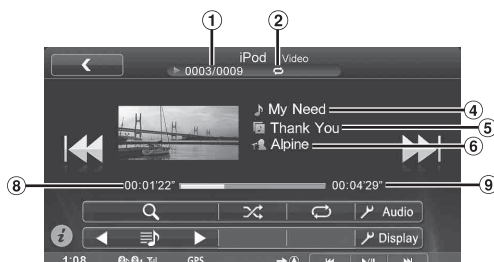 1 2
iPod Video
0003/0009
My Need 4
Thank You 5
Alpine 6
8 00:01'22" 00:04'29" 9
Audio
Display
1:08 GPS